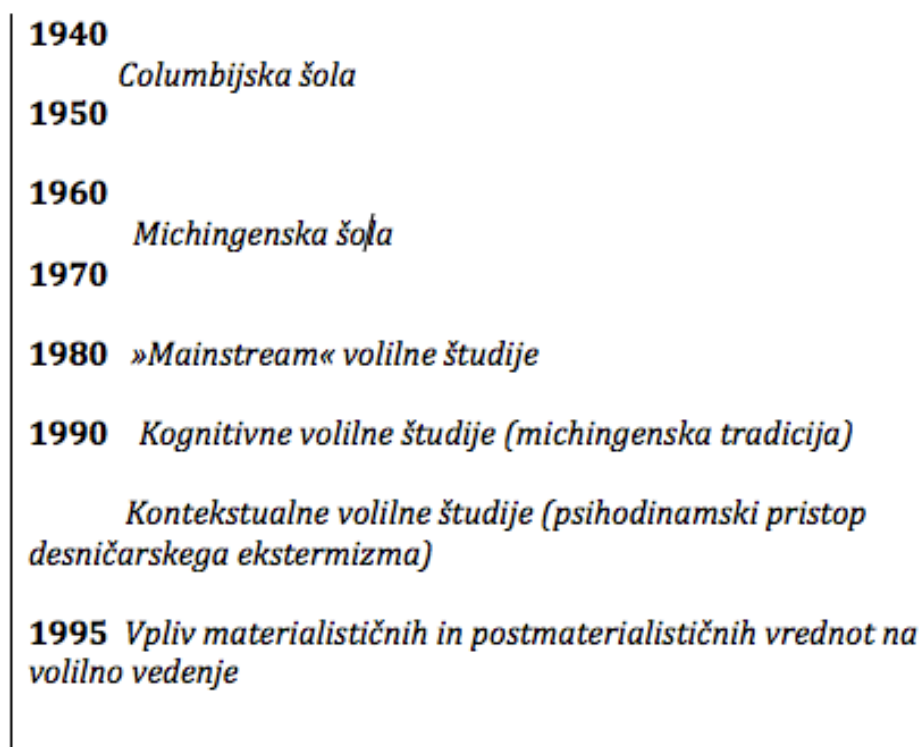 1940
Columbijska šola
1950
1960
Michingenska šola
1970
1980 »Mainstream« volilne študije
1990 Kognitivne volilne študije (michingenska tradicija)
Kontekstualne volilne študije (psihodinamski pristop
desničarskega ekstermizma)
1995 Vpliv materialističnih in postmaterialističnih vrednot na
volilno vedenje